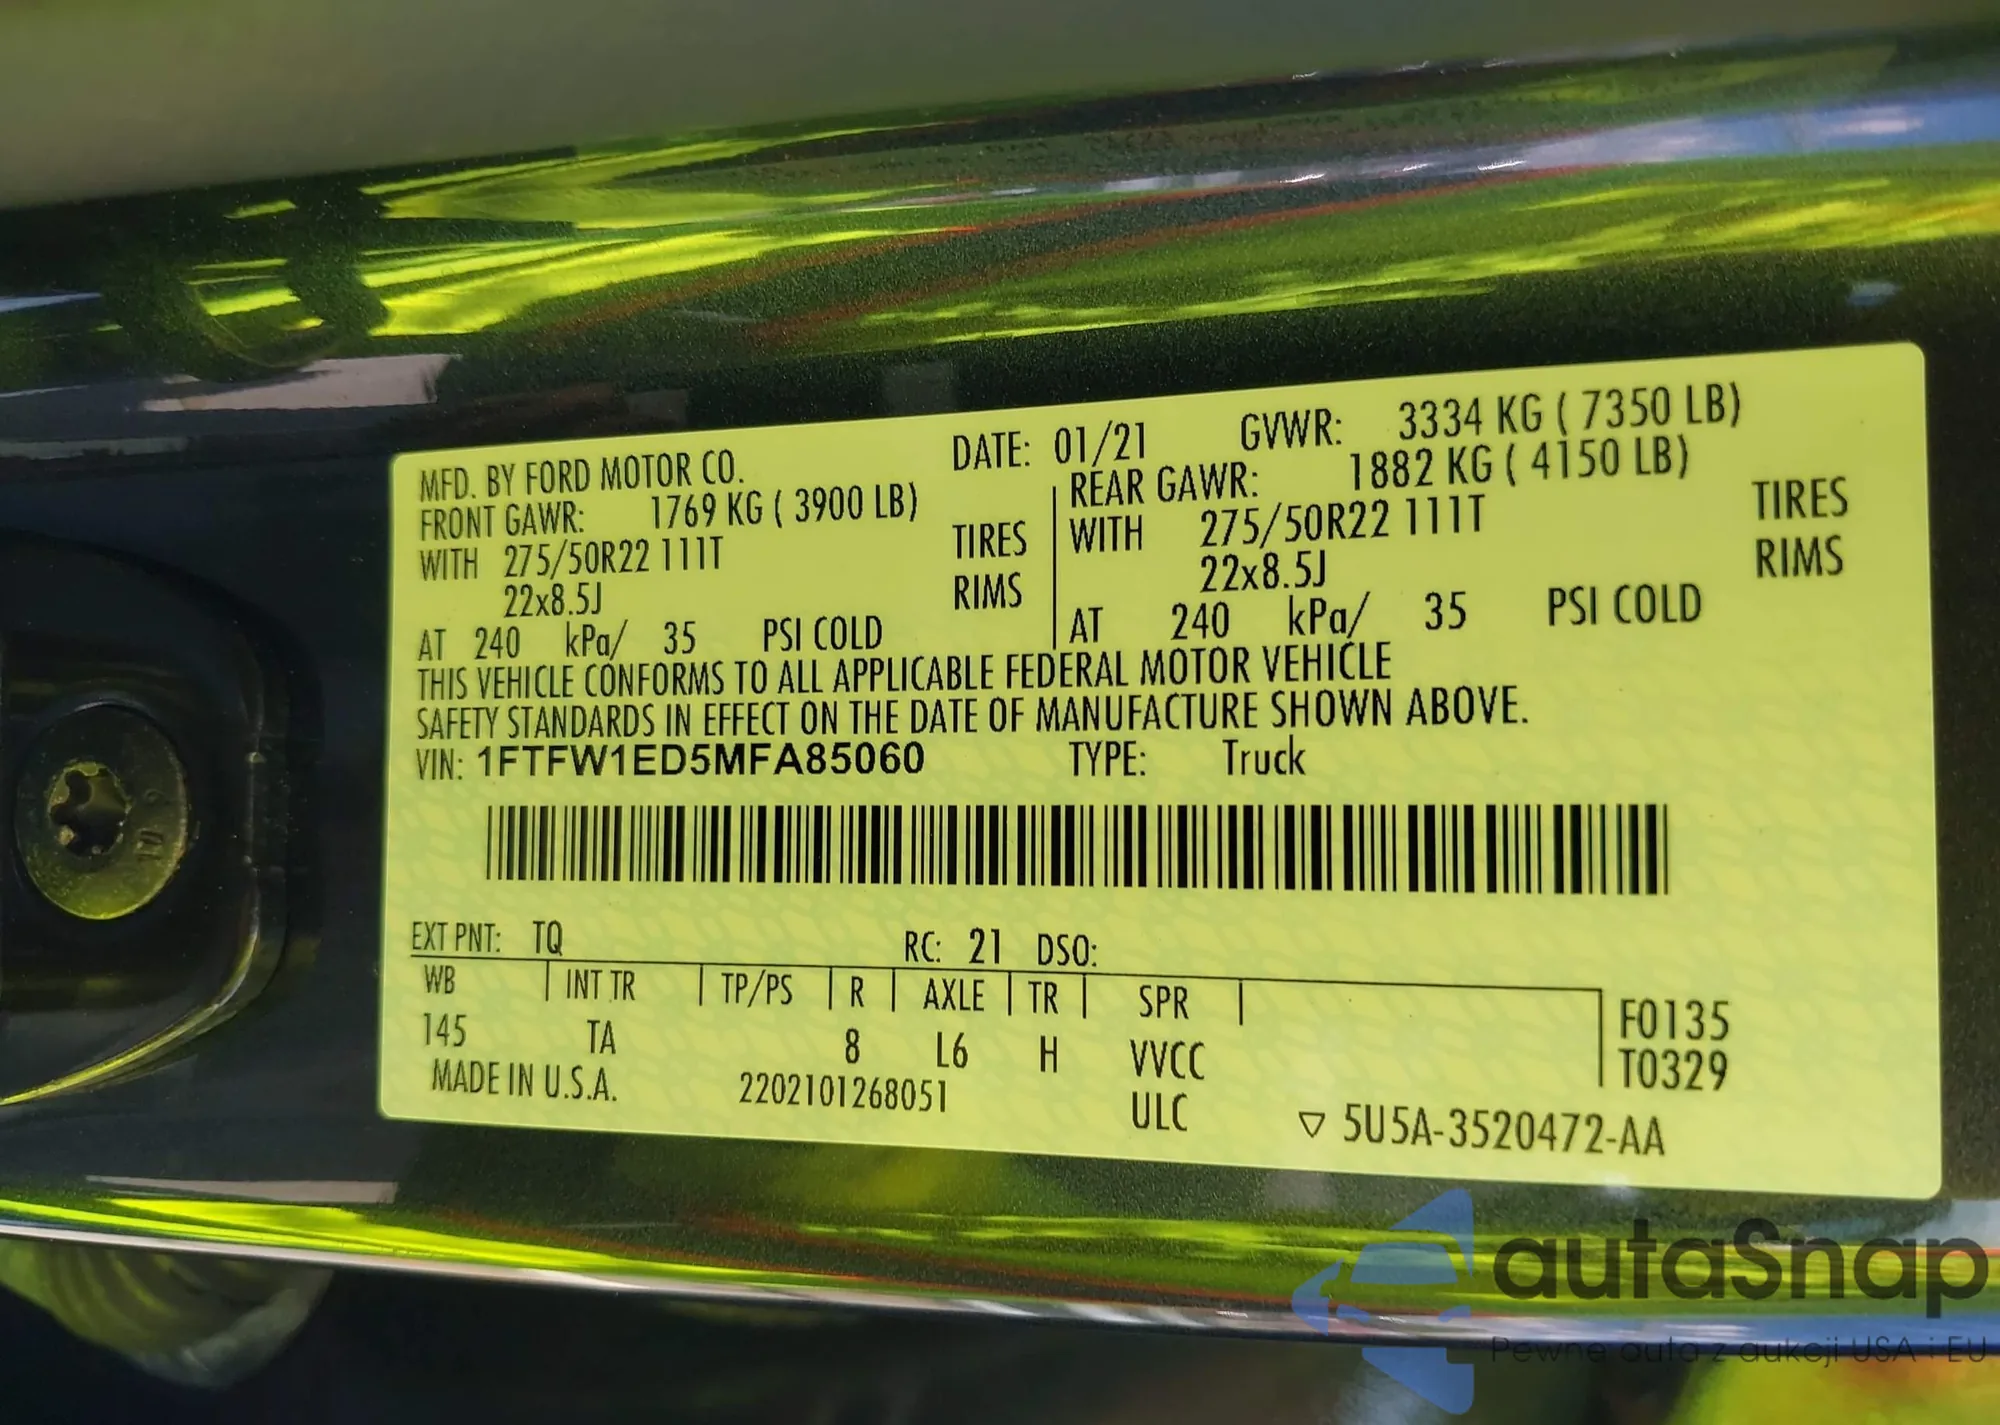 MFD. BY FORD MOTOR CO. DATE: 01/21 GVWR: 3334 KG ( 7350 LB)
FRONT GAWR: 1769 KG ( 3900 LB) REAR GAWR: 1882 KG ( 4150 LB)
WITH 275/50R22 111T TIRES WITH 275/50R22 111T TIRES
22x8.5J RIMS 22x8.5J RIMS
AT 240 kPa/ 35 PSI COLD AT 240 kPa/ 35 PSI COLD
THIS VEHICLE CONFORMS TO ALL APPLICABLE FEDERAL MOTOR VEHICLE
SAFETY STANDARDS IN EFFECT ON THE DATE OF MANUFACTURE SHOWN ABOVE.
VIN: 1FTFW1ED5MFA85060 TYPE: Truck
EXT PNT: TQ RC: 21 DSO:
WB INT TR TP/PS R AXLE TR SPR F0135
145 TA 8 L6 H VVCC T0329
MADE IN U.S.A. 2202101268051 ULC ▽ 5U5A-3520472-AA
autaSnap
Pewne auta z aukcji USA i EU